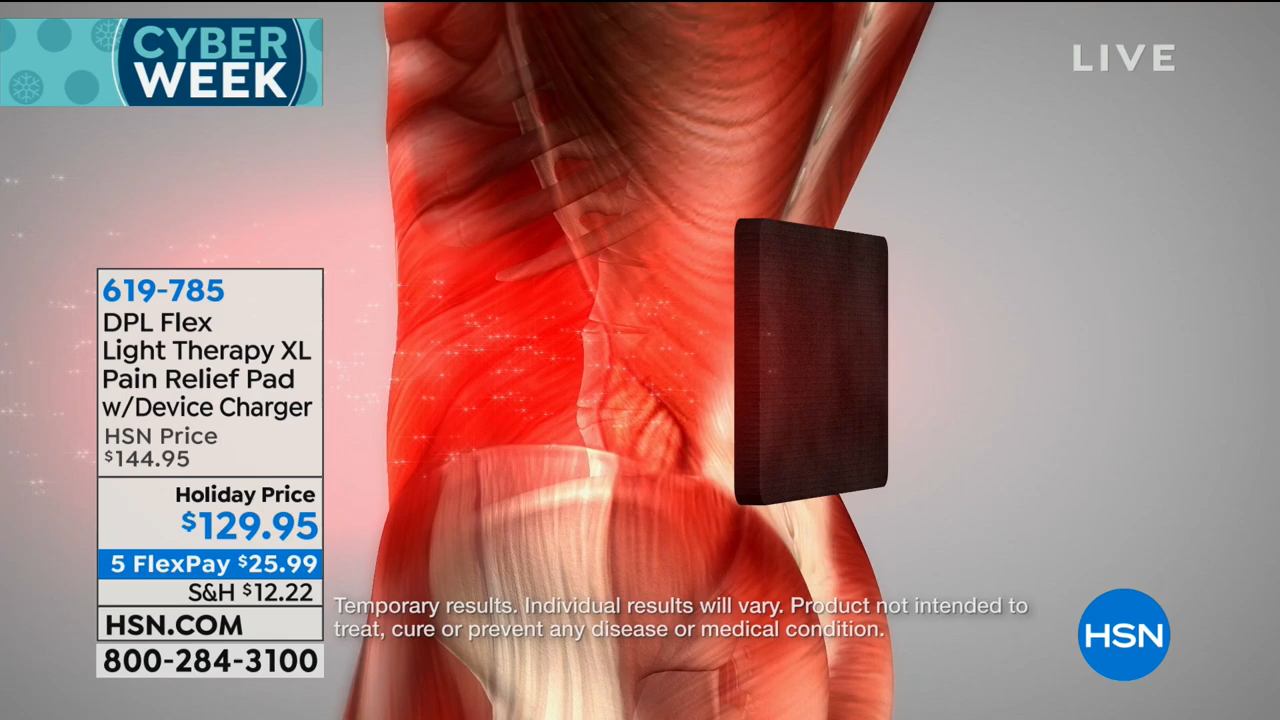 CYBER
WEEK
LIVE
619-785
DPL Flex
Light Therapy XL
Pain Relief Pad
w/Device Charger
HSN Price
$144.95
Holiday Price
$129.95
5 FlexPay $25.99
S&H $12.22
HSN.COM
800-284-3100
Temporary results. Individual results will vary. Product not intended to
treat, cure or prevent any disease or medical condition.
HSN